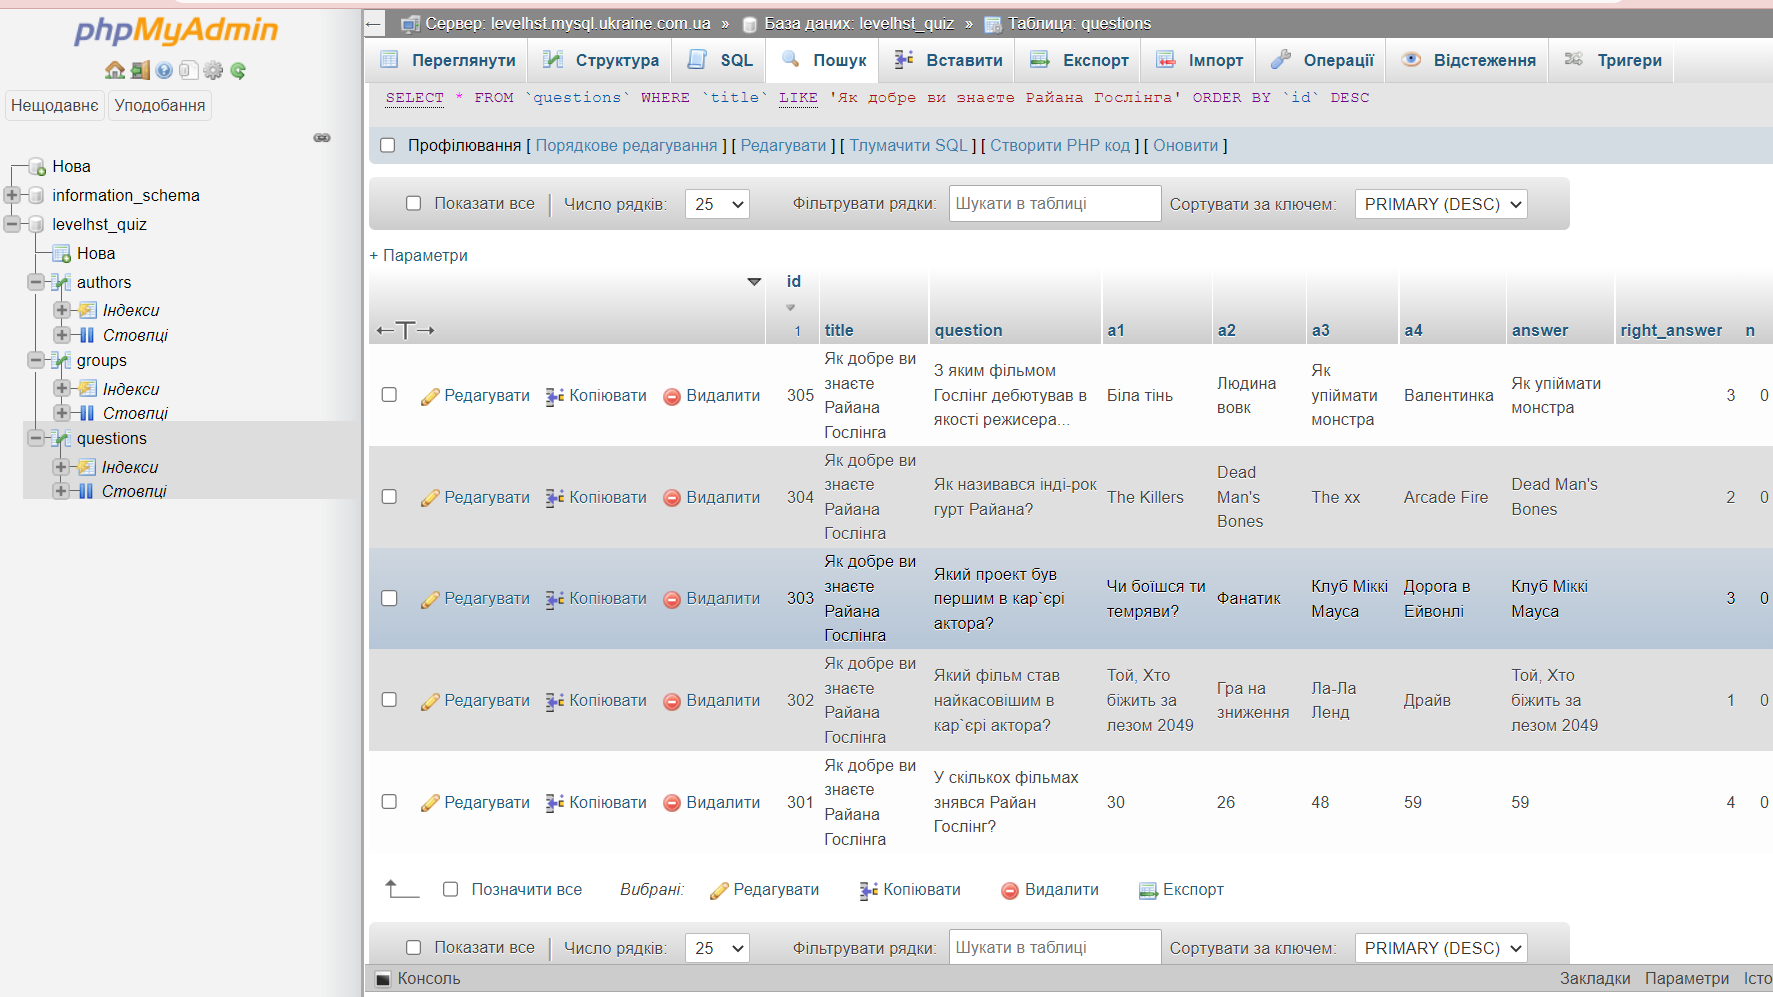 phpMyAdmin
Нещодавнє Уподобання
Нова
information_schema
levelhst_quiz
Нова
authors
Індекси
Стовпці
groups
Індекси
Стовпці
questions
Індекси
Стовпці
Сервер: levelhst.mysql.ukraine.com.ua » База даних: levelhst_quiz » Таблиця: questions
Переглянути Структура SQL Пошук Вставити Експорт Імпорт Операції Відстеження Тригери
SELECT * FROM `questions` WHERE `title` LIKE 'Як добре ви знаєте Райана Гослінга' ORDER BY `id` DESC
Профілювання [ Порядкове редагування ] [ Редагувати ] [ Тлумачити SQL ] [ Створити PHP код ] [ Оновити ]
Показати все | Число рядків: 25 Фільтрувати рядки: Шукати в таблиці Сортувати за ключем: PRIMARY (DESC)
+ Параметри
←T→ id 1 title question a1 a2 a3 a4 answer right_answer n
Редагувати Копіювати Видалити 305
Як добре ви
знаєте
Райана
Гослінга
З яким фільмом
Гослінг дебютував в
якості режисера...
Біла тінь
Людина
вовк
Як
упіймати
монстра
Валентинка
Як упіймати
монстра
3 0
Редагувати Копіювати Видалити 304
Як добре ви
знаєте
Райана
Гослінга
Як називався інді-рок
гурт Райана?
The Killers
Dead
Man's
Bones
The xx
Arcade Fire
Dead Man's
Bones
2 0
Редагувати Копіювати Видалити 303
Як добре ви
знаєте
Райана
Гослінга
Який проект був
першим в кар`єрі
актора?
Чи боїшся ти
темряви?
Фанатик
Клуб Міккі
Мауса
Дорога в
Ейвонлі
Клуб Міккі
Мауса
3 0
Редагувати Копіювати Видалити 302
Як добре ви
знаєте
Райана
Гослінга
Який фільм став
найкасовішим в
кар`єрі актора?
Той, Хто
біжить за
лезом 2049
Гра на
зниження
Ла-Ла
Ленд
Драйв
Той, Хто
біжить за
лезом 2049
1 0
Редагувати Копіювати Видалити 301
Як добре ви
знаєте
Райана
Гослінга
У скількох фільмах
знявся Райан
Гослінг?
30
26
48
59
59
4 0
Позначити все Вибрані: Редагувати Копіювати Видалити Експорт
Показати все | Число рядків: 25 Фільтрувати рядки: Шукати в таблиці Сортувати за ключем: PRIMARY (DESC)
Консоль Закладки Параметри Істо